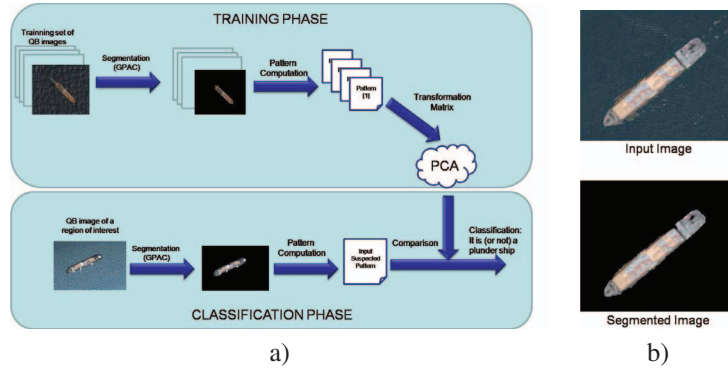 TRAINING PHASE
Trainning set of
QB images
Segmentation
(GPAC)
Pattern
Computation
Pattern
[1]
Transformation
Matrix
PCA
QB image of a
region of interest
Segmentation
(GPAC)
Pattern
Computation
Input
Suspected
Pattern
Comparison
Classification:
It is (or not) a
plunder ship
CLASSIFICATION PHASE
a)
Input Image
Segmented Image
b)